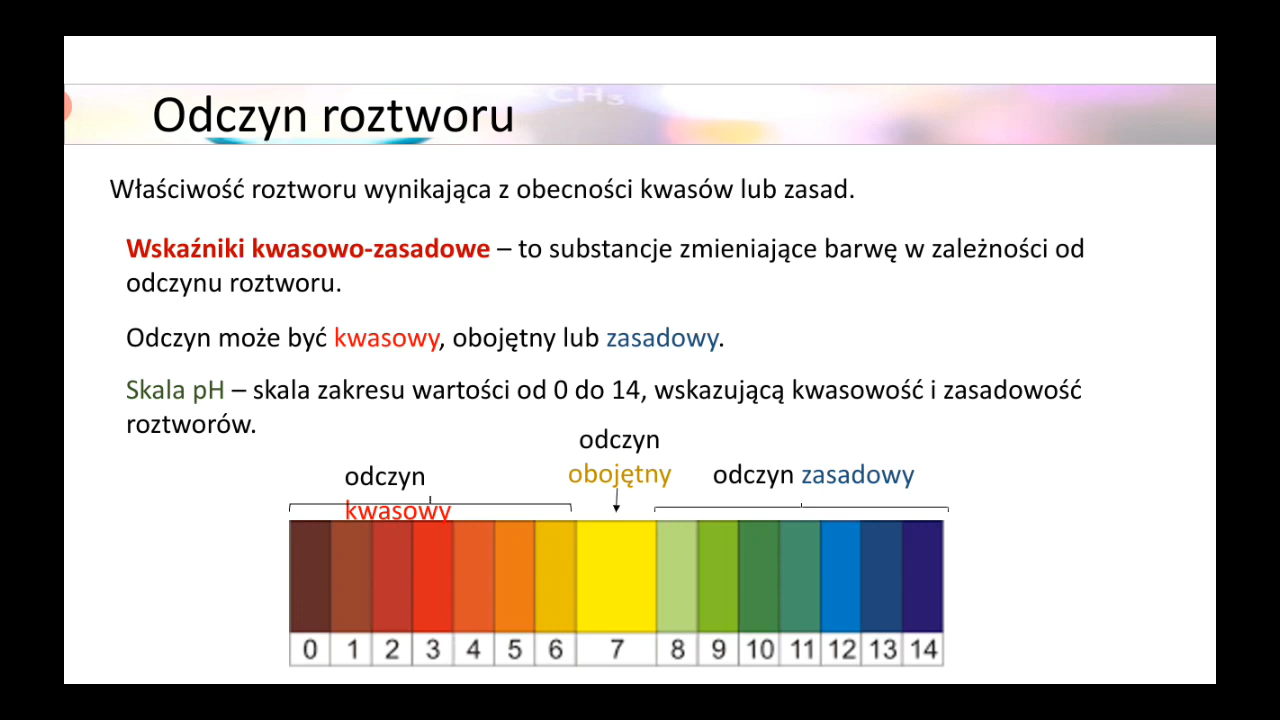 CH₃
Odczyn roztworu
Właściwość roztworu wynikająca z obecności kwasów lub zasad.
Wskaźniki kwasowo-zasadowe – to substancje zmieniające barwę w zależności od
odczynu roztworu.
Odczyn może być kwasowy, obojętny lub zasadowy.
Skala pH – skala zakresu wartości od 0 do 14, wskazującą kwasowość i zasadowość
roztworów.
odczyn
kwasowy
odczyn
obojętny
odczyn zasadowy
0 1 2 3 4 5 6 7 8 9 10 11 12 13 14